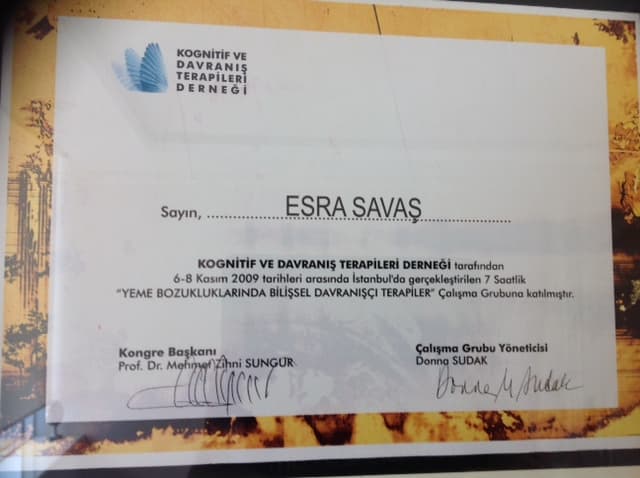 KOGNİTİF VE
DAVRANIŞ
TERAPİLERİ
DERNEĞİ
Sayın, ESRA SAVAŞ
KOGNİTİF VE DAVRANIŞ TERAPİLERİ DERNEĞİ tarafından
6-8 Kasım 2009 tarihleri arasında İstanbul'da gerçekleştirilen 7 Saatlik
"YEME BOZUKLUKLARINDA BİLİŞSEL DAVRANIŞÇI TERAPİLER" Çalışma Grubuna katılmıştır.
Kongre Başkanı
Prof. Dr. Mehmet Zihni SUNGUR
Çalışma Grubu Yöneticisi
Donna SUDAK
Donna M Sudak